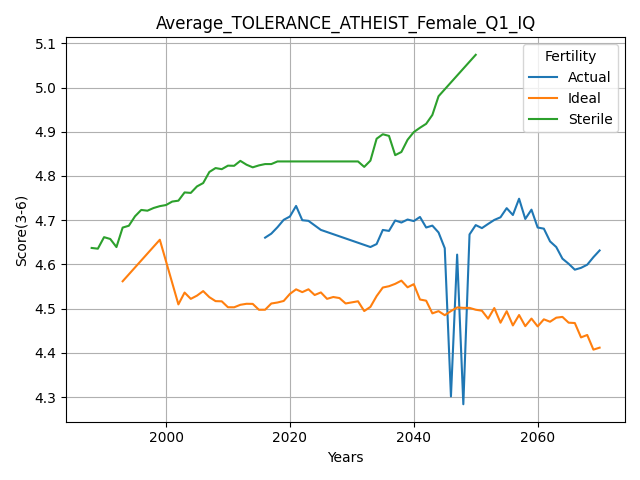 Average_TOLERANCE_ATHEIST_Female_Q1_IQ
Fertility
Actual
Ideal
Sterile
Score(3-6)
5.1
5.0
4.9
4.8
4.7
4.6
4.5
4.4
4.3
2000
2020
2040
2060
Years